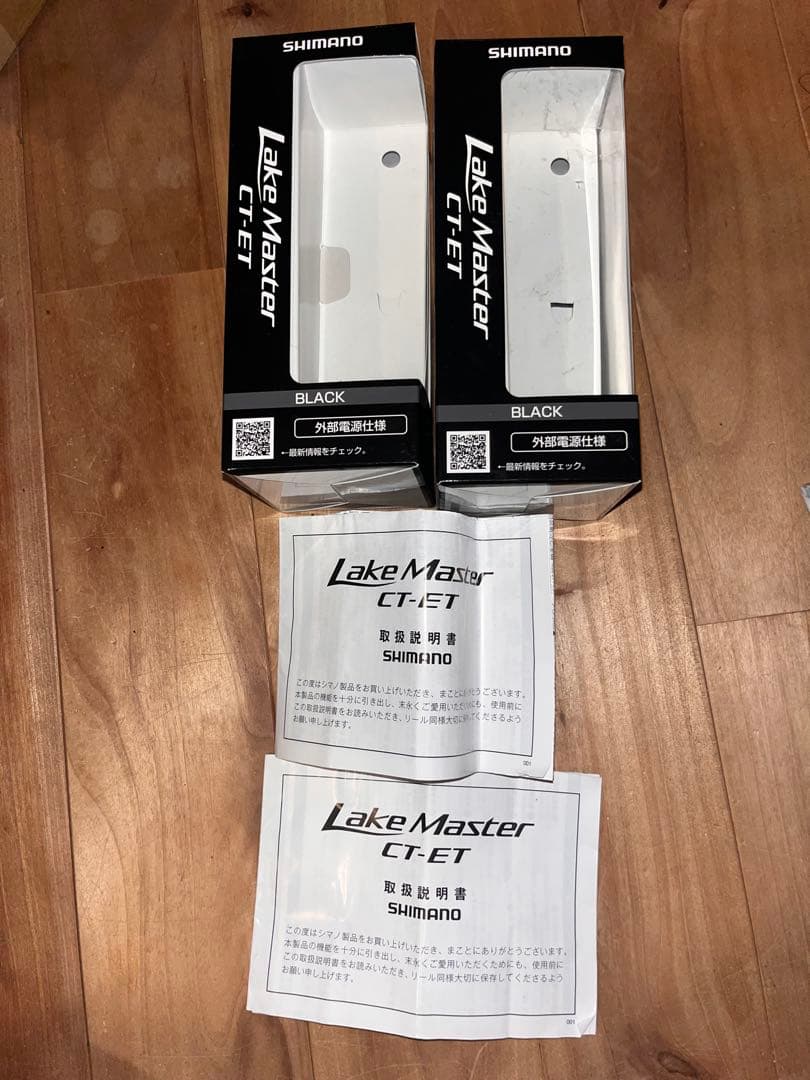 SHIMANO
Lake Master
CT-ET
BLACK
外部電源仕様
←最新情報をチェック。
SHIMANO
Lake Master
CT-ET
BLACK
外部電源仕様
←最新情報をチェック。
Lake Master
CT-ET
取扱説明書
SHIMANO
この度はシマノ製品をお買い上げいただき、まことにありがとうございます。
本製品の機能を十分に引き出し、末永くご愛用いただくためにも、使用前に
この取扱説明書をお読みいただき、リール同様大切に保存してくださるよう
お願い申し上げます。
001
Lake Master
CT-ET
取扱説明書
SHIMANO
この度はシマノ製品をお買い上げいただき、まことにありがとうございます。
本製品の機能を十分に引き出し、末永くご愛用いただくためにも、使用前に
この取扱説明書をお読みいただき、リール同様大切に保存してくださるよう
お願い申し上げます。
001